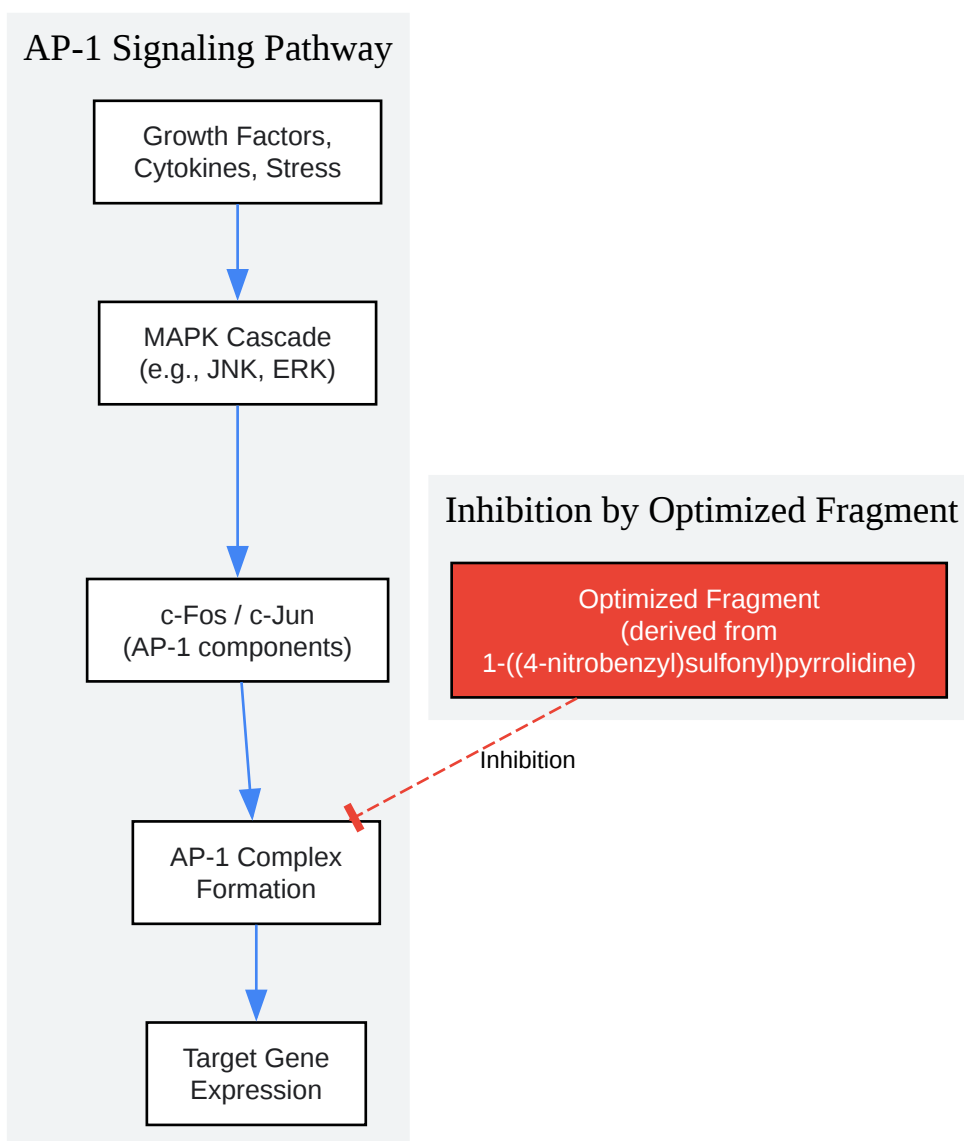 AP-1 Signaling Pathway
Growth Factors,
Cytokines, Stress
MAPK Cascade
(e.g., JNK, ERK)
c-Fos / c-Jun
(AP-1 components)
Inhibition by Optimized Fragment
Optimized Fragment
(derived from
1-((4-nitrobenzyl)sulfonyl)pyrrolidine)
Inhibition
AP-1 Complex
Formation
Target Gene
Expression